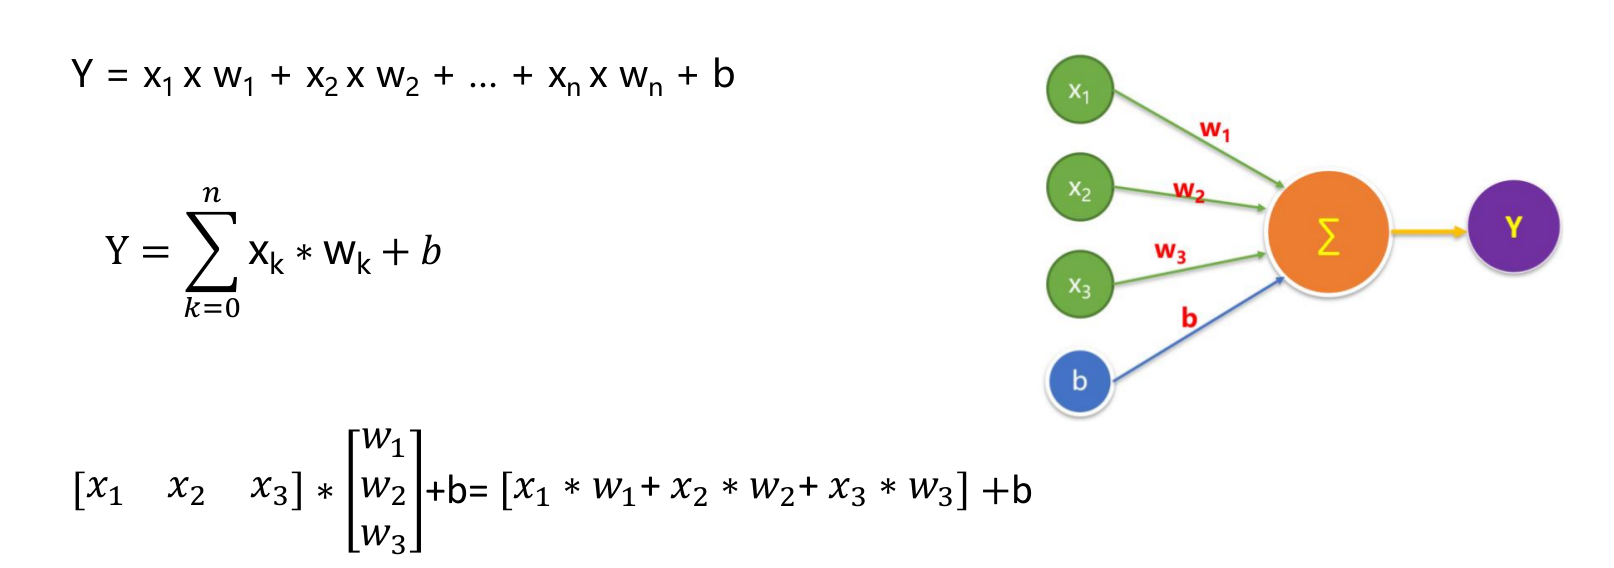 Y = x₁ x w₁ + x₂ x w₂ + ... + xₙ x wₙ + b
n
Y = ∑ xₖ * wₖ + b
k=0
[x₁ x₂ x₃] * [w₁ w₂ w₃] +b= [x₁ * w₁+ x₂ * w₂+ x₃ * w₃] +b
x₁
w₁
x₂
w₂
x₃
w₃
b
b
∑
Y